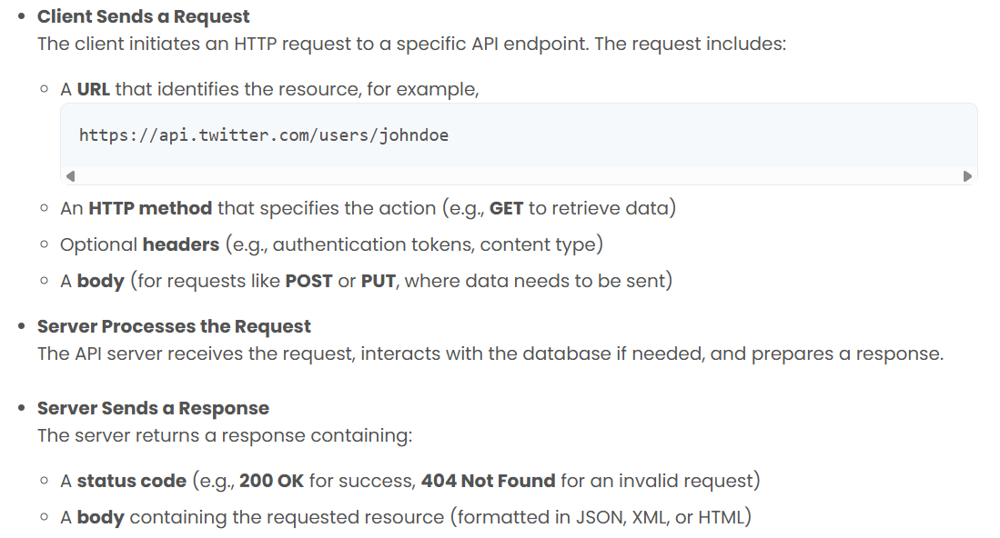 Client Sends a Request
The client initiates an HTTP request to a specific API endpoint. The request includes:
A URL that identifies the resource, for example,
https://api.twitter.com/users/johndoe
An HTTP method that specifies the action (e.g., GET to retrieve data)
Optional headers (e.g., authentication tokens, content type)
A body (for requests like POST or PUT, where data needs to be sent)
Server Processes the Request
The API server receives the request, interacts with the database if needed, and prepares a response.
Server Sends a Response
The server returns a response containing:
A status code (e.g., 200 OK for success, 404 Not Found for an invalid request)
A body containing the requested resource (formatted in JSON, XML, or HTML)